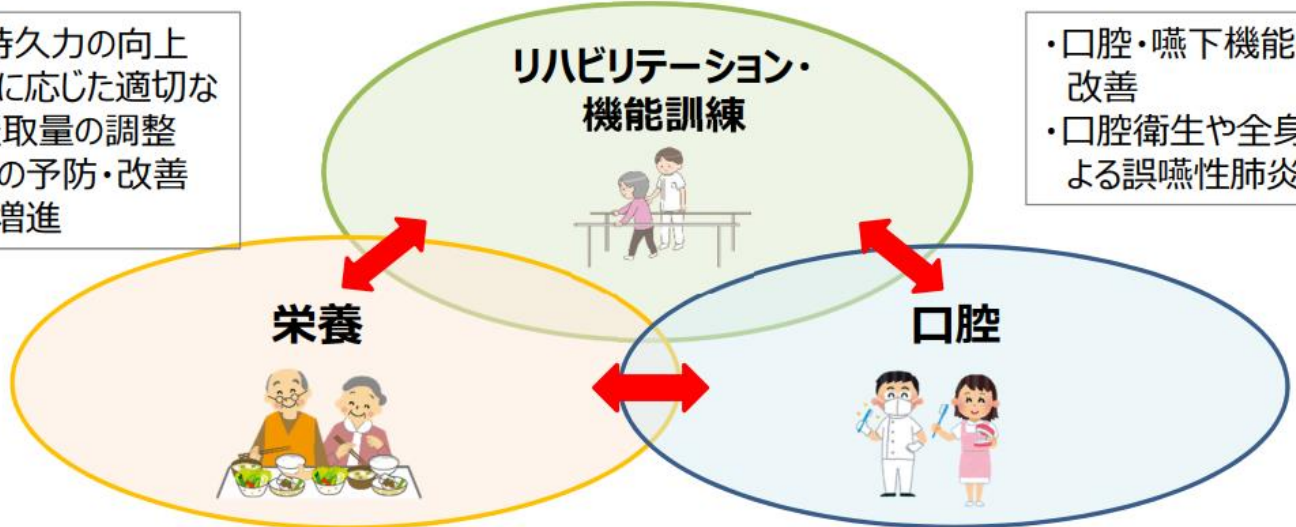 持久力の向上
に応じた適切な
取量の調整
の予防・改善
増進
リハビリテーション・
機能訓練
・口腔・嚥下機能
改善
・口腔衛生や全身
よる誤嚥性肺炎
栄養
口腔